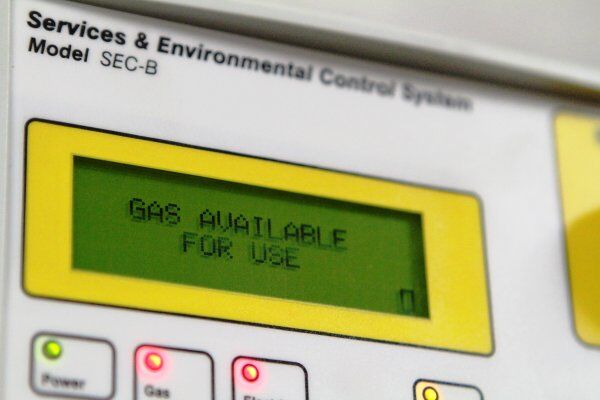 Services & Environmental Control System
Model SEC-B
GAS AVAILABLE
FOR USE
Power
Gas